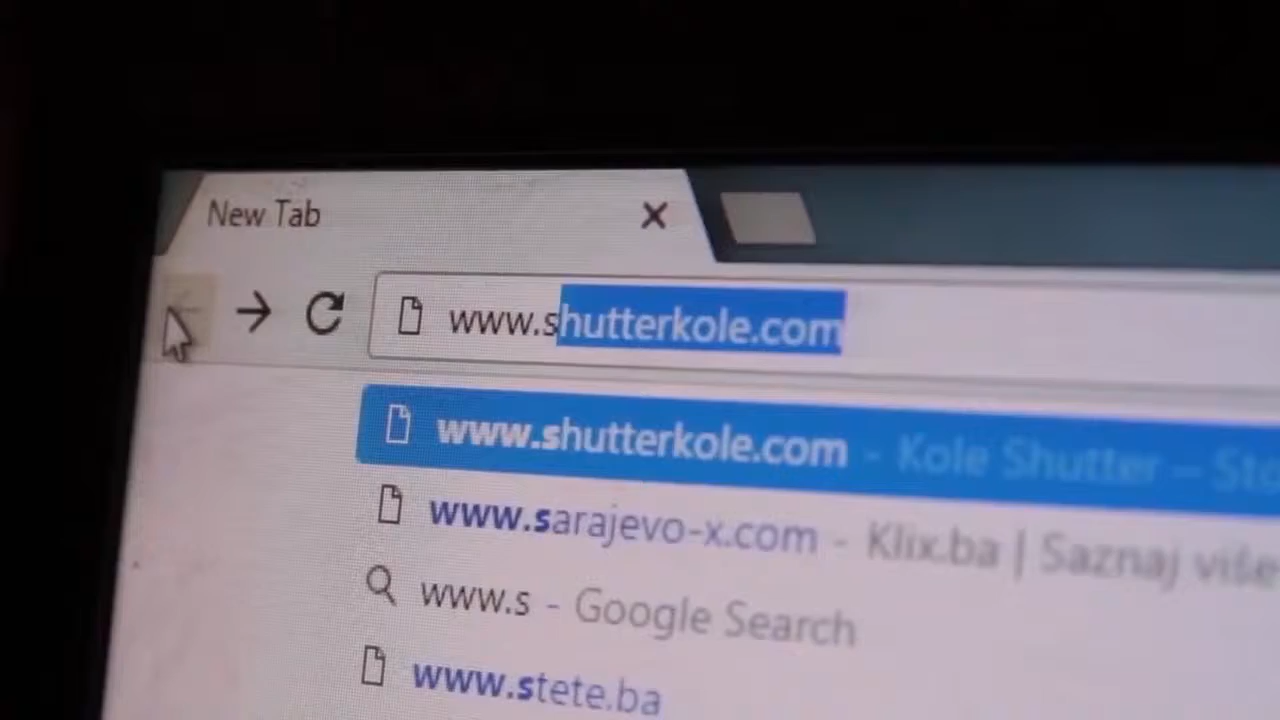 New Tab
www.shutterkole.com
www.shutterkole.com - Kole Shutter –
www.sarajevo-x.com - Klix.ba | Saznaj više
www.s - Google Search
www.stete.ba